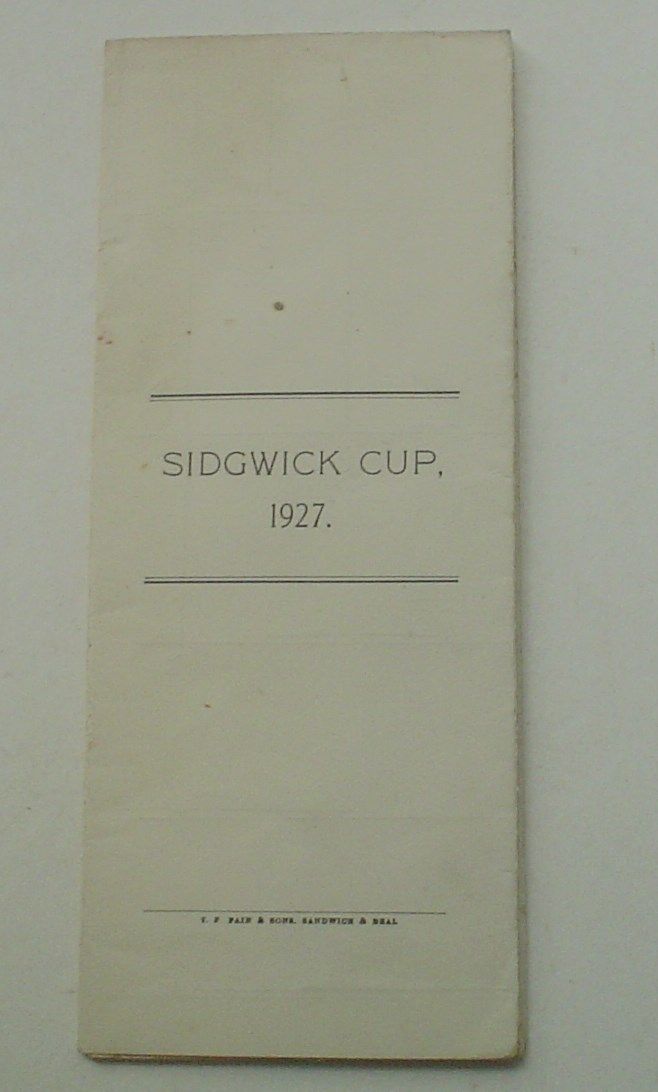 SIDGWICK CUP,
1927.
T. F. PAIN & SONS. SANDWICH & DEAL